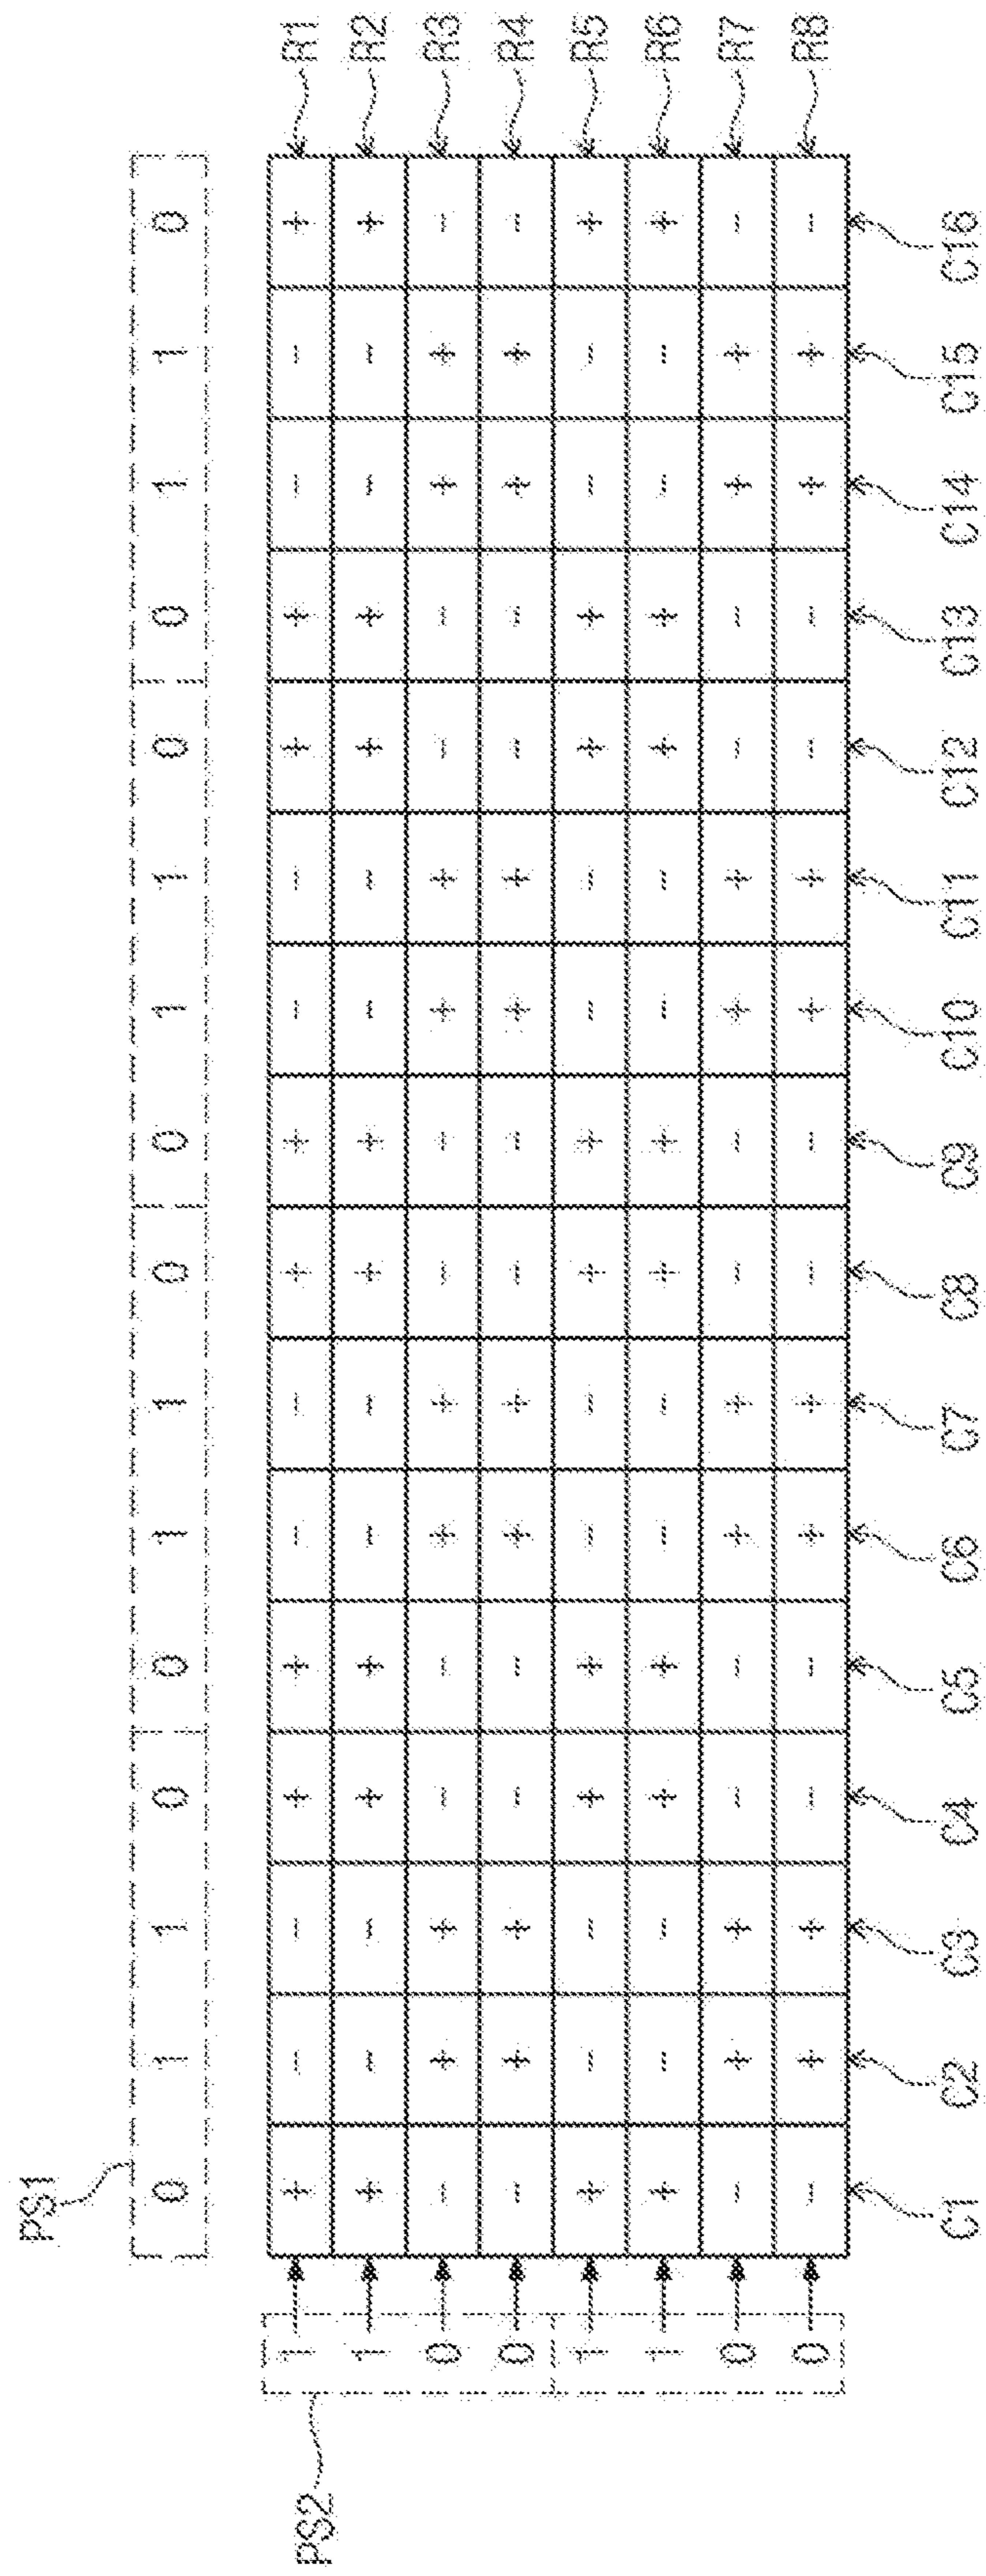 PS1
0 1 1 0 0 1 1 0 0 1 1 0 0 1 1 0
PS2
1 + - - + + - - + + - - + + - - + R1
1 + - - + + - - + + - - + + - - + R2
0 - + + - - + + - - + + - - + + - R3
0 - + + - - + + - - + + - - + + - R4
1 + - - + + - - + + - - + + - - + R5
1 + - - + + - - + + - - + + - - + R6
0 - + + - - + + - - + + - - + + - R7
0 - + + - - + + - - + + - - + + - R8
C1 C2 C3 C4 C5 C6 C7 C8 C9 C10 C11 C12 C13 C14 C15 C16